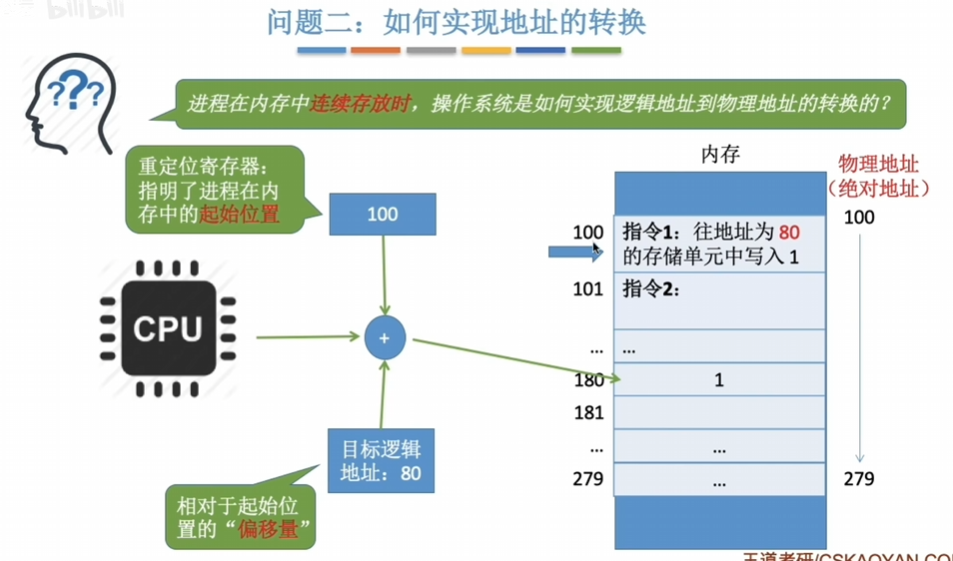 bilibili
问题二：如何实现地址的转换
???
进程在内存中连续存放时，操作系统是如何实现逻辑地址到物理地址的转换的？
重定位寄存器：
指明了进程在内
存中的起始位置
100
CPU
+
目标逻辑
地址：80
相对于起始位
置的“偏移量”
内存
物理地址
（绝对地址）
100
指令1：往地址为 80
的存储单元中写入 1
100
101
指令2：
...
...
180
1
181
...
...
279
...
279
王道考研/CSKAOYAN.CO